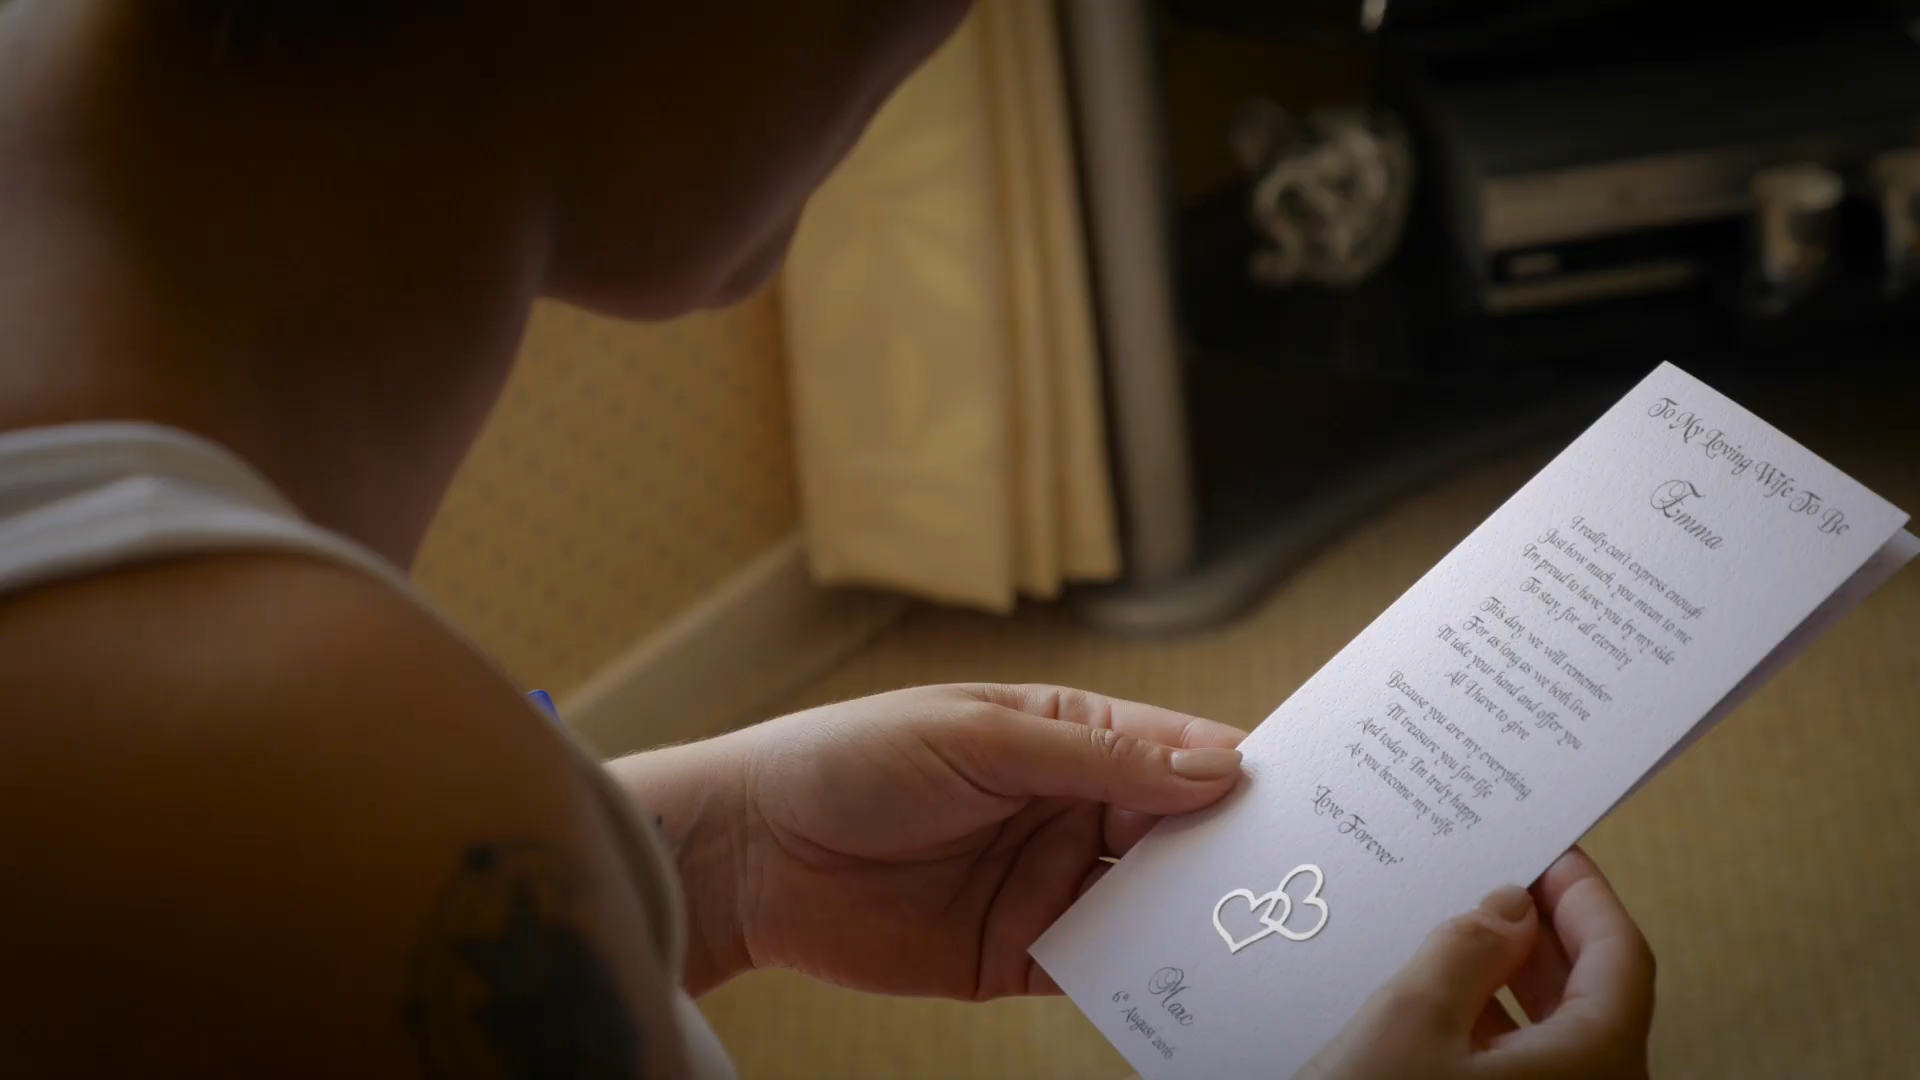 To My Loving Wife To Be
Emma
I really can't express enough
Just how much, you mean to me
I'm proud to have you by my side
To stay, for all eternity
This day, we will remember
For as long as we both live
I'll take your hand and offer you
All I have to give
Because you are my everything
I'll treasure you for life
And today, I'm truly happy
As you become my wife
'Love Forever'
Marc
6th August 2016